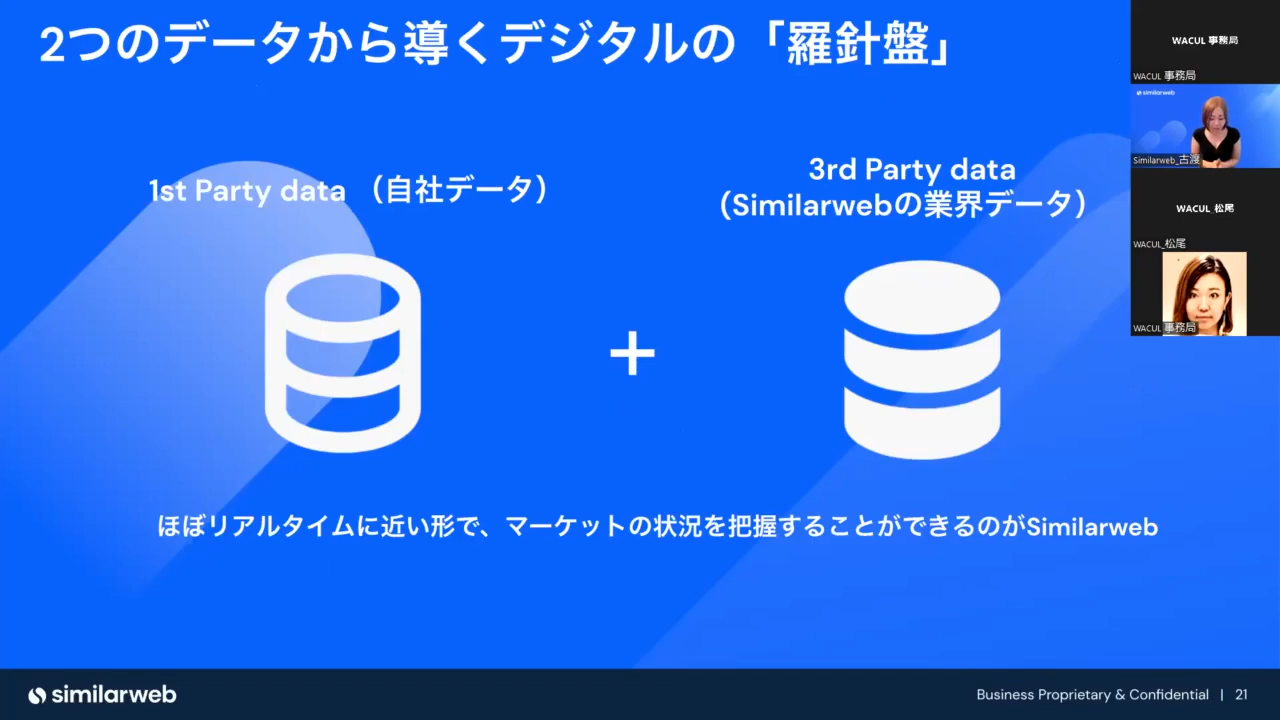 2つのデータから導くデジタルの「羅針盤」
1st Party data （自社データ）
3rd Party data
（Similarwebの業界データ）
ほぼリアルタイムに近い形で、マーケットの状況を把握することができるのがSimilarweb
similarweb
Business Proprietary & Confidential | 21
WACUL 事務局
WACUL 事務局
similarweb
Similarweb_古渡
WACUL_松尾
WACUL_松尾
WACUL 事務局